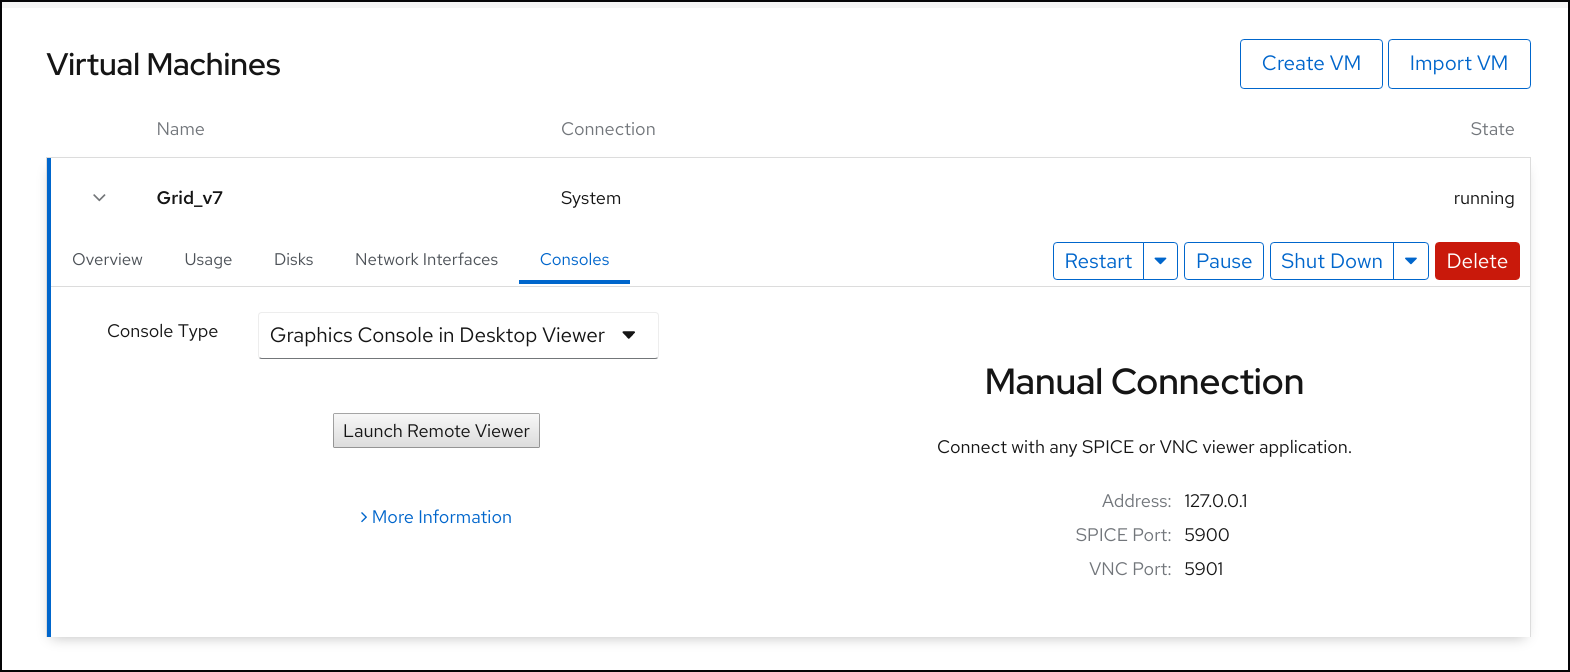 Virtual Machines
Create VM
Import VM
Name Connection State
Grid_v7 System running
Overview Usage Disks Network Interfaces Consoles Restart Pause Shut Down Delete
Console Type Graphics Console in Desktop Viewer
Manual Connection
Launch Remote Viewer
Connect with any SPICE or VNC viewer application.
Address: 127.0.0.1
> More Information
SPICE Port: 5900
VNC Port: 5901